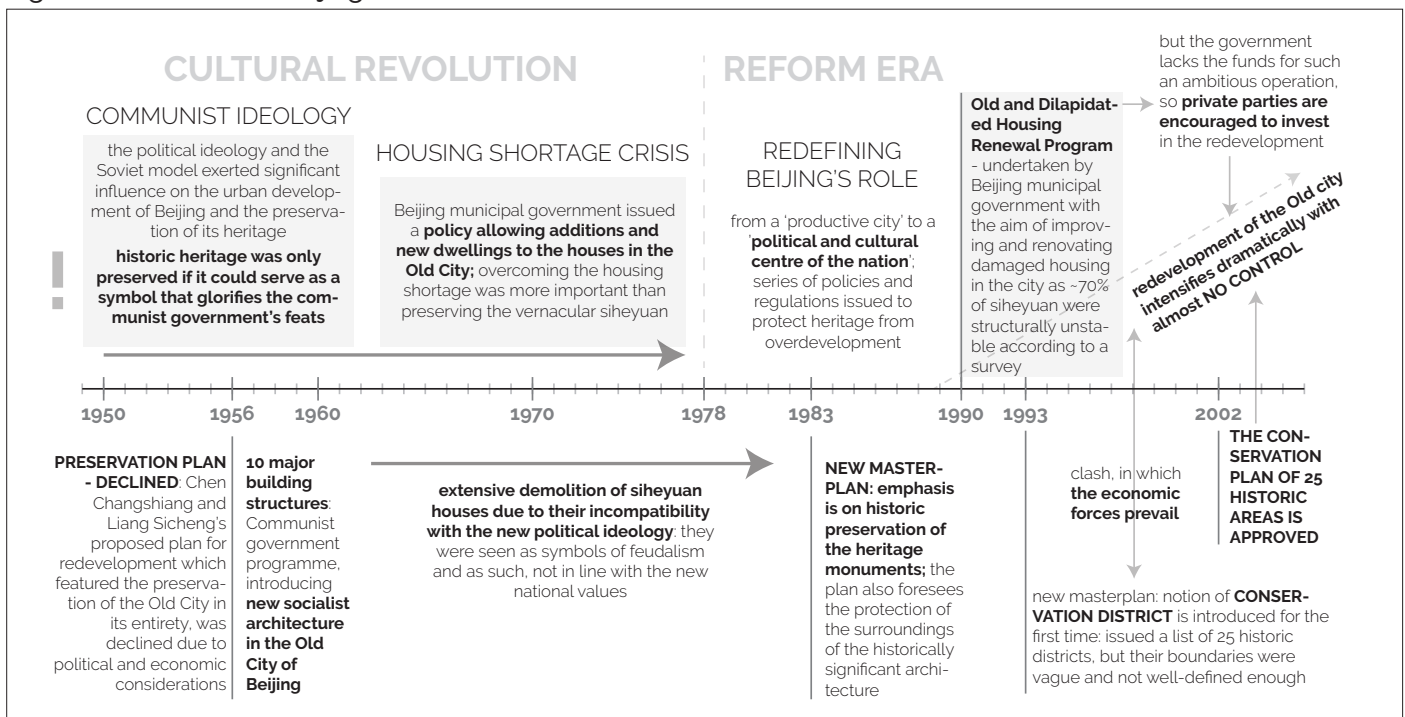 CULTURAL REVOLUTION
REFORM ERA
COMMUNIST IDEOLOGY
the political ideology and the
Soviet model exerted significant
influence on the urban develop-
ment of Beijing and the preserva-
tion of its heritage
!
historic heritage was only
preserved if it could serve as a
symbol that glorifies the com-
munist government's feats
HOUSING SHORTAGE CRISIS
Beijing municipal government issued
a policy allowing additions and
new dwellings to the houses in the
Old City; overcoming the housing
shortage was more important than
preserving the vernacular siheyuan
REDEFINING
BEIJING'S ROLE
from a 'productive city' to a
'political and cultural
centre of the nation';
series of policies and
regulations issued to
protect heritage from
overdevelopment
Old and Dilapidat-
ed Housing
Renewal Program
- undertaken by
Beijing municipal
government with
the aim of improv-
ing and renovating
damaged housing
in the city as ~70%
of siheyuan were
structurally unsta-
ble according to a
survey
but the government
lacks the funds for such
an ambitious operation,
so private parties are
encouraged to invest
in the redevelopment
redevelopment of the Old city
intensifies dramatically with
almost NO CONTROL
1950
1956
1960
1970
1978
1983
1990
1993
2002
PRESERVATION PLAN
- DECLINED: Chen
Changshiang and
Liang Sicheng's
proposed plan for
redevelopment which
featured the preserva-
tion of the Old City in
its entirety, was
declined due to
political and economic
considerations
10 major
building
structures:
Communist
government
programme,
introducing
new socialist
architecture
in the Old
City of
Beijing
extensive demolition of siheyuan
houses due to their incompatibility
with the new political ideology: they
were seen as symbols of feudalism
and as such, not in line with the new
national values
NEW MASTER-
PLAN: emphasis
is on historic
preservation of
the heritage
monuments; the
plan also foresees
the protection of
the surroundings
of the historically
significant archi-
tecture
clash, in which
the economic
forces prevail
new masterplan: notion of CONSER-
VATION DISTRICT is introduced for the
first time: issued a list of 25 historic
districts, but their boundaries were
vague and not well-defined enough
THE CON-
SERVATION
PLAN OF 25
HISTORIC
AREAS IS
APPROVED